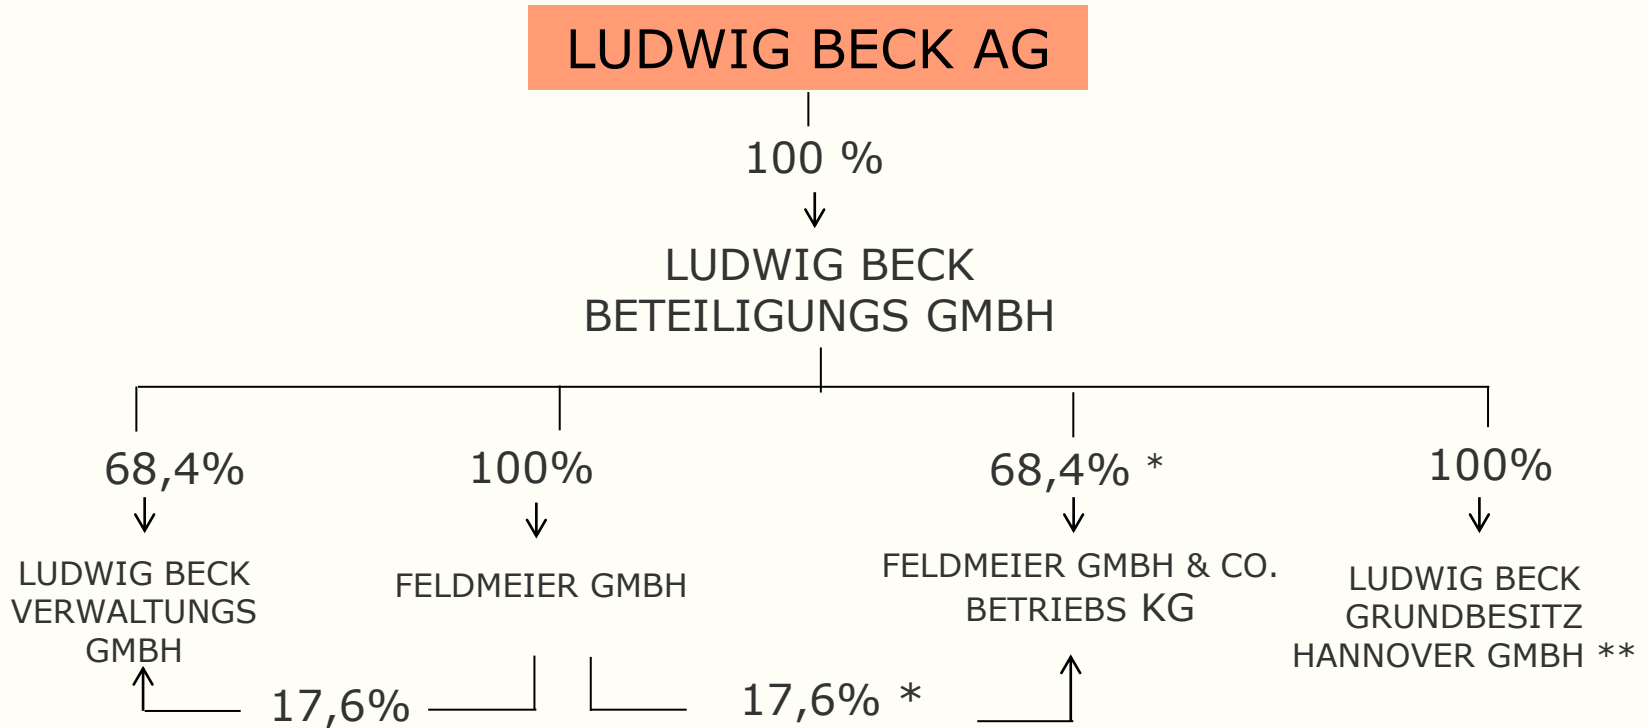 LUDWIG BECK AG
100 %
LUDWIG BECK
BETEILIGUNGS GMBH
68,4%
100%
68,4% *
100%
LUDWIG BECK
VERWALTUNGS
GMBH
FELDMEIER GMBH
FELDMEIER GMBH & CO.
BETRIEBS KG
LUDWIG BECK
GRUNDBESITZ
HANNOVER GMBH **
17,6%
17,6% *